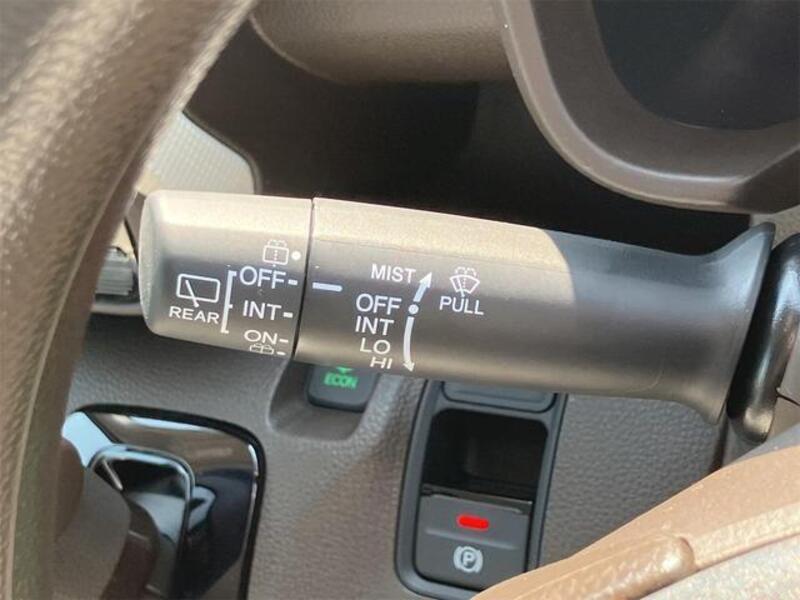 OFF
INT
ON
REAR
MIST
OFF
INT
LO
HI
PULL
ECON
P